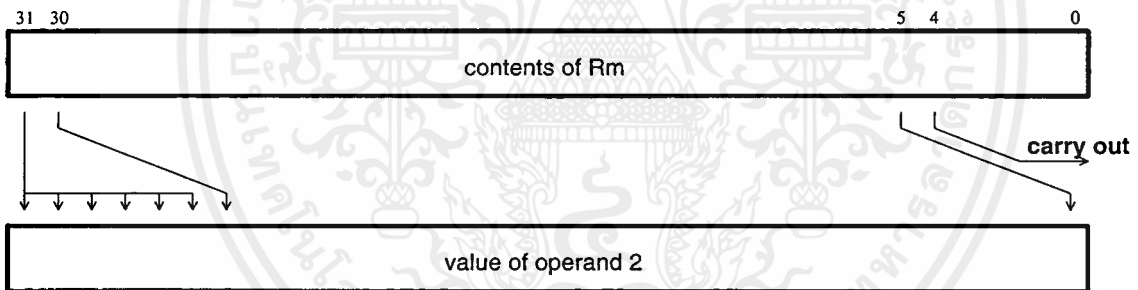 31 30 5 4 0
contents of Rm
carry out
value of operand 2